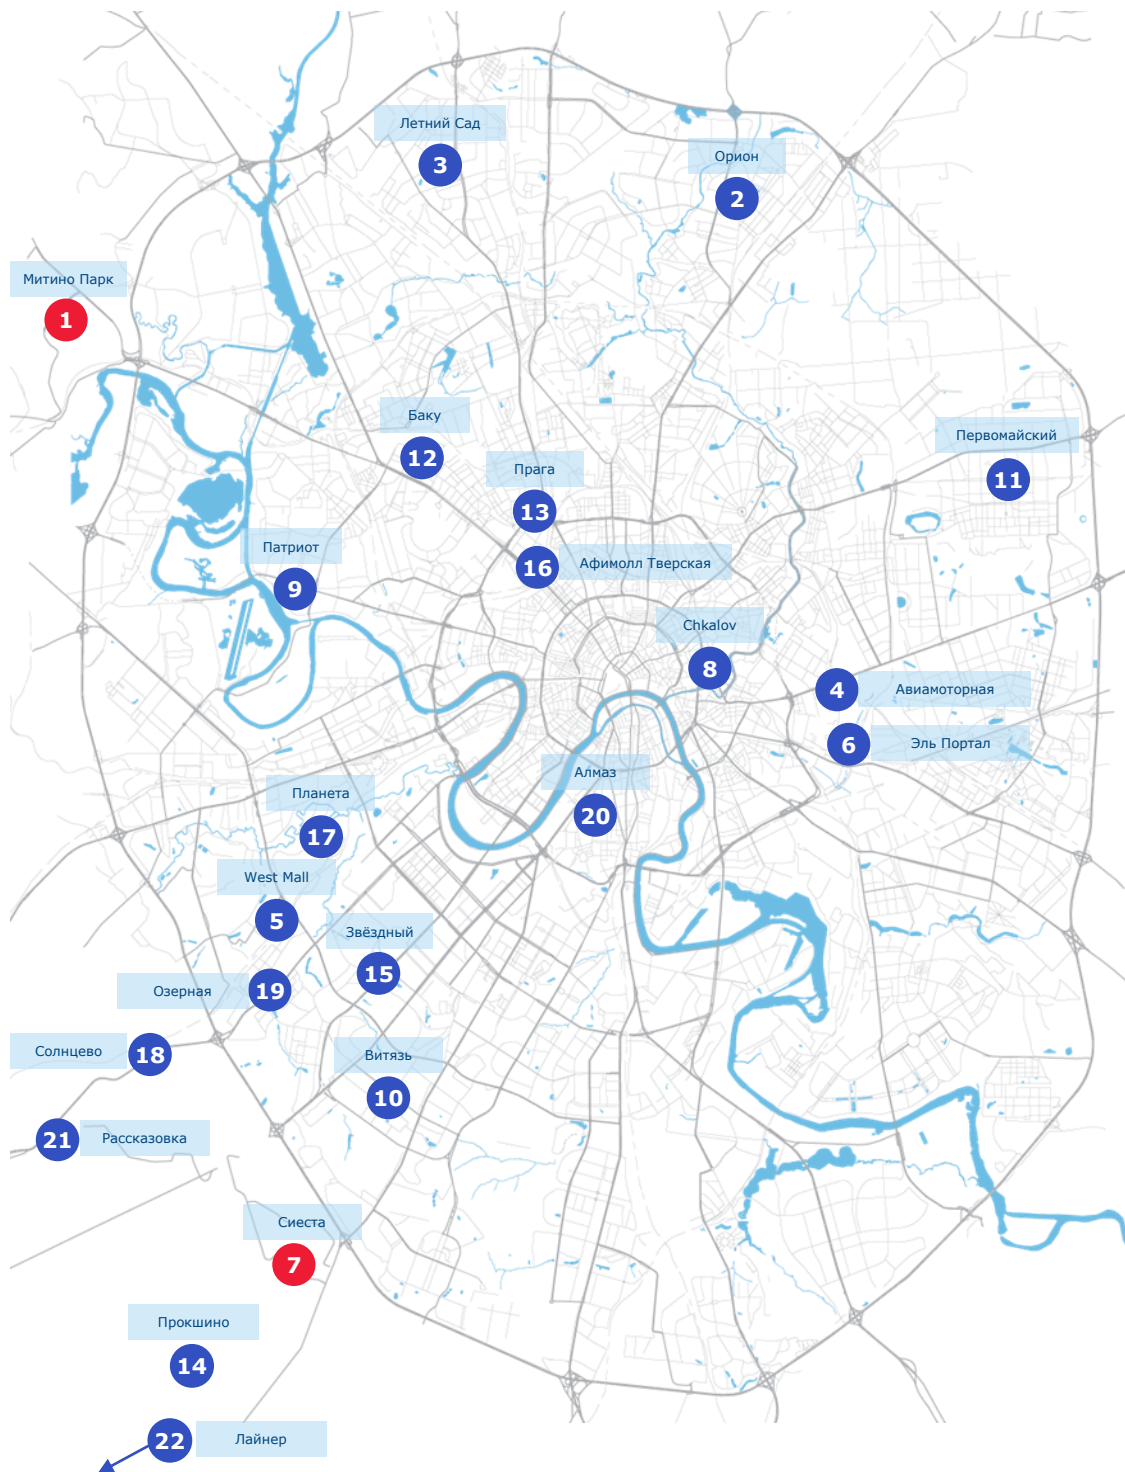 Летний Сад
3
Орион
2
Митино Парк
1
Баку
12
Первомайский
11
Прага
13
Патриот
9
16
Афимолл Тверская
Chkalov
8
4
Авиамоторная
6
Эль Портал
Алмаз
20
Планета
17
West Mall
5
Звёздный
15
Озерная
19
Солнцево
18
Витязь
10
21
Рассказовка
Сиеста
7
Прокшино
14
22
Лайнер